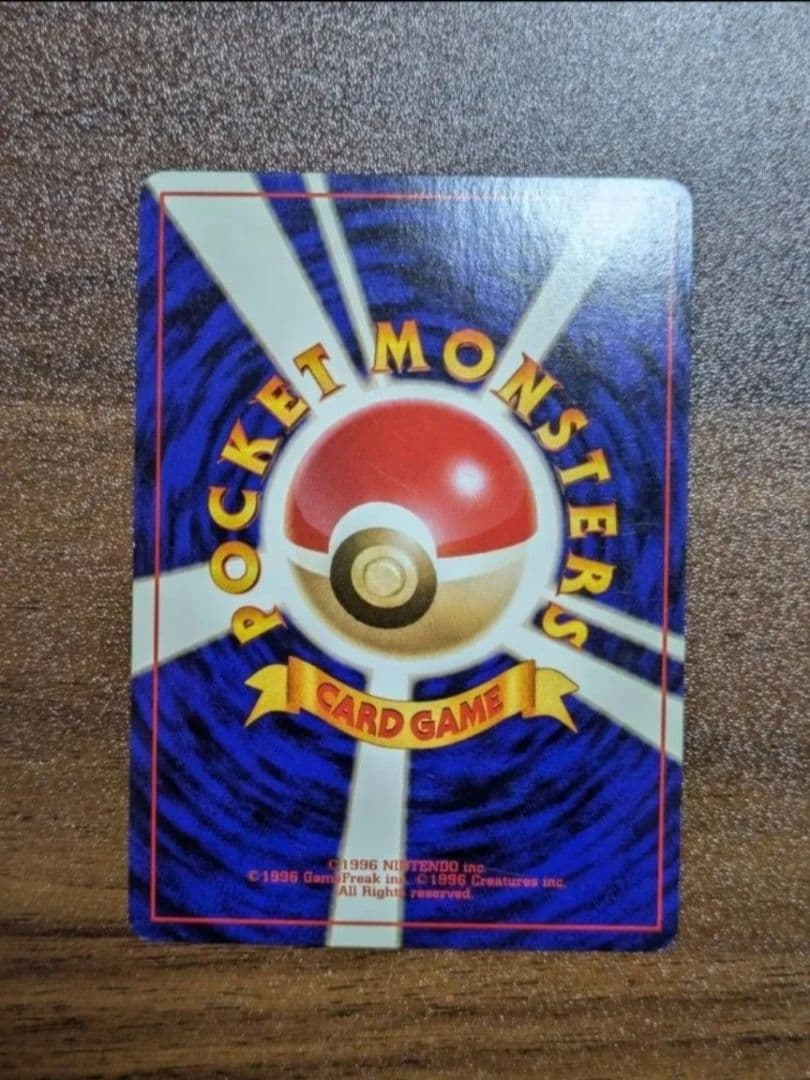 POCKET MONSTERS
CARD GAME
©1996 NINTENDO inc.
©1996 GameFreak inc. ©1996 Creatures inc.
All Rights reserved.